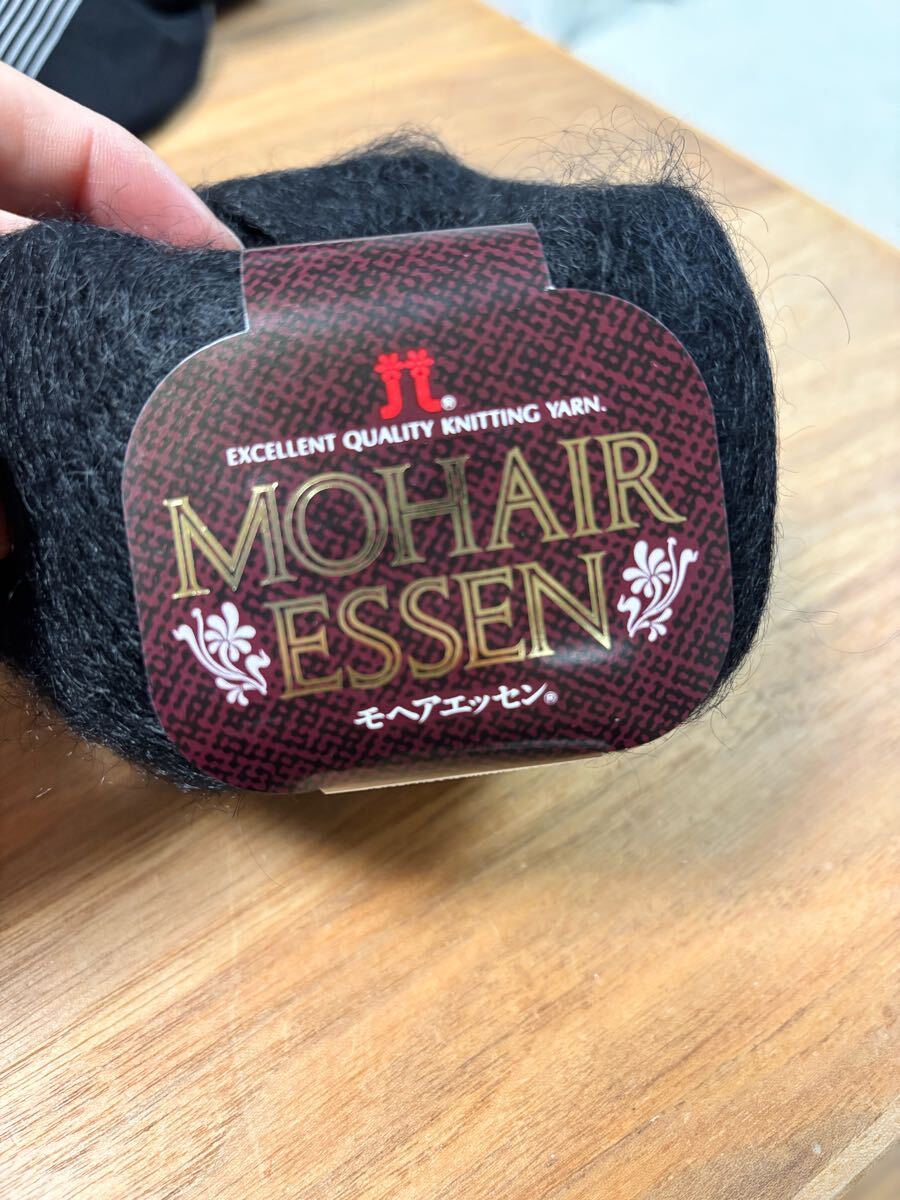 ®
EXCELLENT QUALITY KNITTING YARN.
MOHAIR
ESSEN
モヘアエッセン®